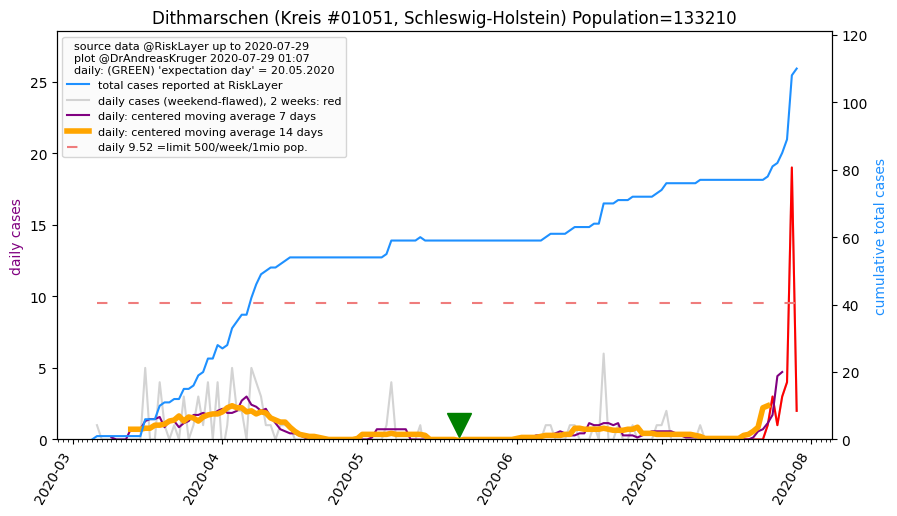 Dithmarschen (Kreis #01051, Schleswig-Holstein) Population=133210
source data @RiskLayer up to 2020-07-29
plot @DrAndreasKruger 2020-07-29 01:07
daily: (GREEN) 'expectation day' = 20.05.2020
total cases reported at RiskLayer
daily cases (weekend-flawed), 2 weeks: red
daily: centered moving average 7 days
daily: centered moving average 14 days
daily 9.52 =limit 500/week/1mio pop.
daily cases
25
20
15
10
5
0
120
100
80
60
40
20
0
cumulative total cases
2020-03
2020-04
2020-05
2020-06
2020-07
2020-08